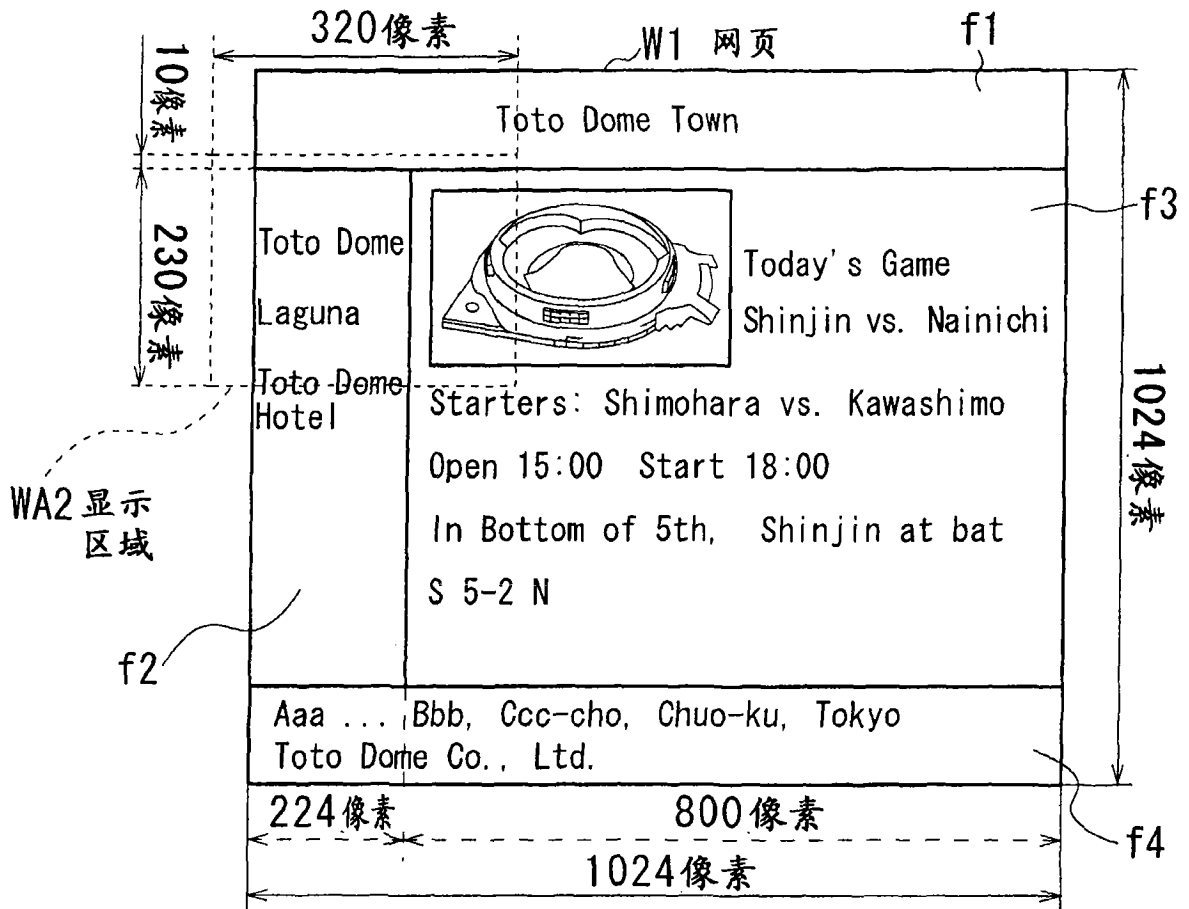 320像素
W1 网页
f1
10像素
Toto Dome Town
f3
230像素
Toto Dome
Laguna
Toto Dome
Hotel
Today's Game
Shinjin vs. Nainichi
Starters: Shimohara vs. Kawashimo
Open 15:00 Start 18:00
In Bottom of 5th, Shinjin at bat
S 5-2 N
1024像素
WA2 显示
区域
f2
Aaa ... Bbb, Ccc-cho, Chuo-ku, Tokyo
Toto Dome Co., Ltd.
224像素
800像素
f4
1024像素